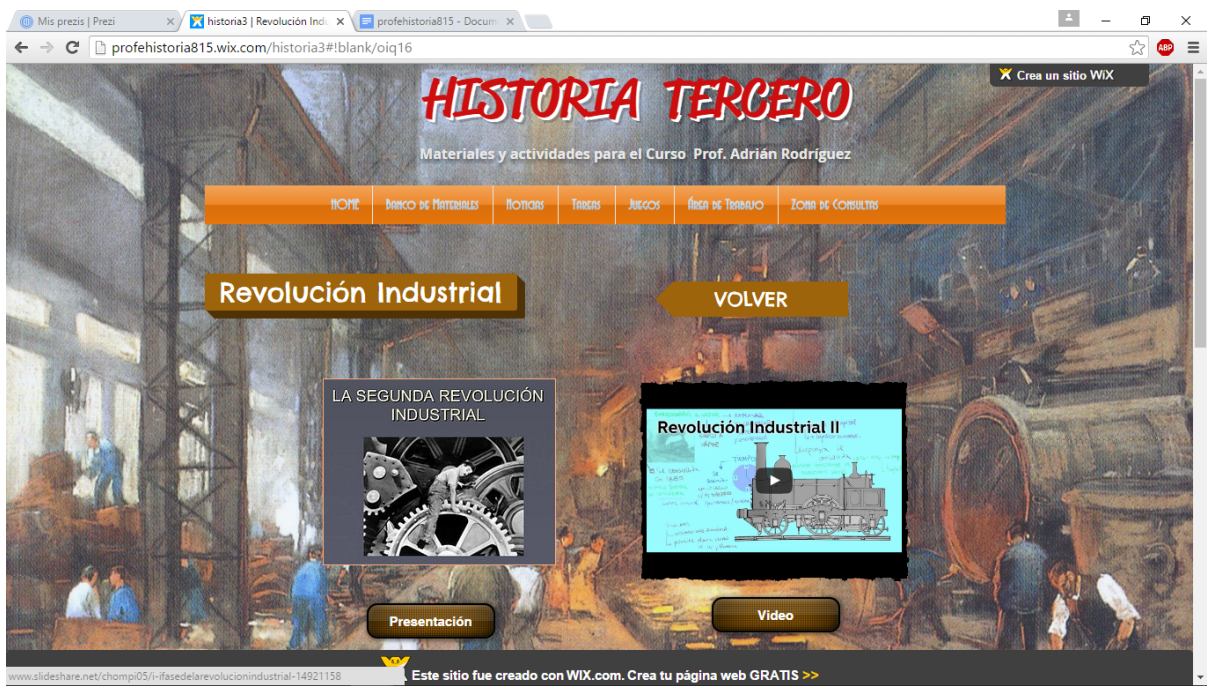 Mis prezis | Prezi
historia3 | Revolución Indu
profehistoria815 - Docum
profehistoria815.wix.com/historia3#!blank/oiq16
ABP
Crea un sitio WiX
HISTORIA TERCERO
Materiales y actividades para el Curso Prof. Adrián Rodríguez
HOME
Banco de Materiales
Noticias
Tareas
Juegos
Área de Trabajo
Zona de Consultas
Revolución Industrial
VOLVER
LA SEGUNDA REVOLUCIÓN
INDUSTRIAL
Revolución Industrial II
Presentación
Video
Este sitio fue creado con WIX.com. Crea tu página web GRATIS >>
www.slideshare.net/chompi05/i-ifasedelarevolucionindustrial-14921158